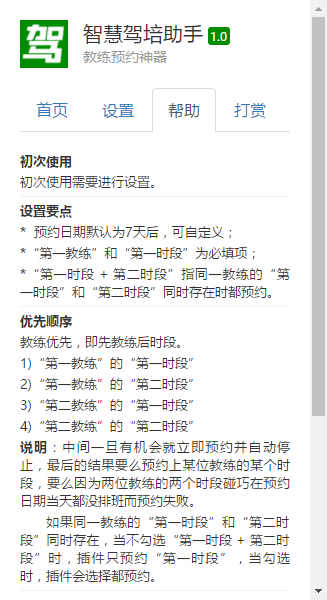 驾
智慧驾培助手 1.0
教练预约神器
首页 设置 帮助 打赏
初次使用
初次使用需要进行设置。
设置要点
* 预约日期默认为7天后，可自定义；
*“第一教练”和“第一时段”为必填项；
*“第一时段 + 第二时段”指同一教练的“第
一时段”和“第二时段”同时存在时都预约。
优先顺序
教练优先，即先教练后时段。
1)“第一教练”的“第一时段”
2)“第一教练”的“第二时段”
3)“第二教练”的“第一时段”
4)“第二教练”的“第二时段”
说明：中间一旦有机会就立即预约并自动停
止，最后的结果要么预约上某位教练的某个时
段，要么因为两位教练的两个时段碰巧在预约
日期当天都没排班而预约失败。
如果同一教练的“第一时段”和“第二时
段”同时存在，当不勾选“第一时段 + 第二时
段”时，插件只预约“第一时段”，当勾选
时，插件会选择都预约。